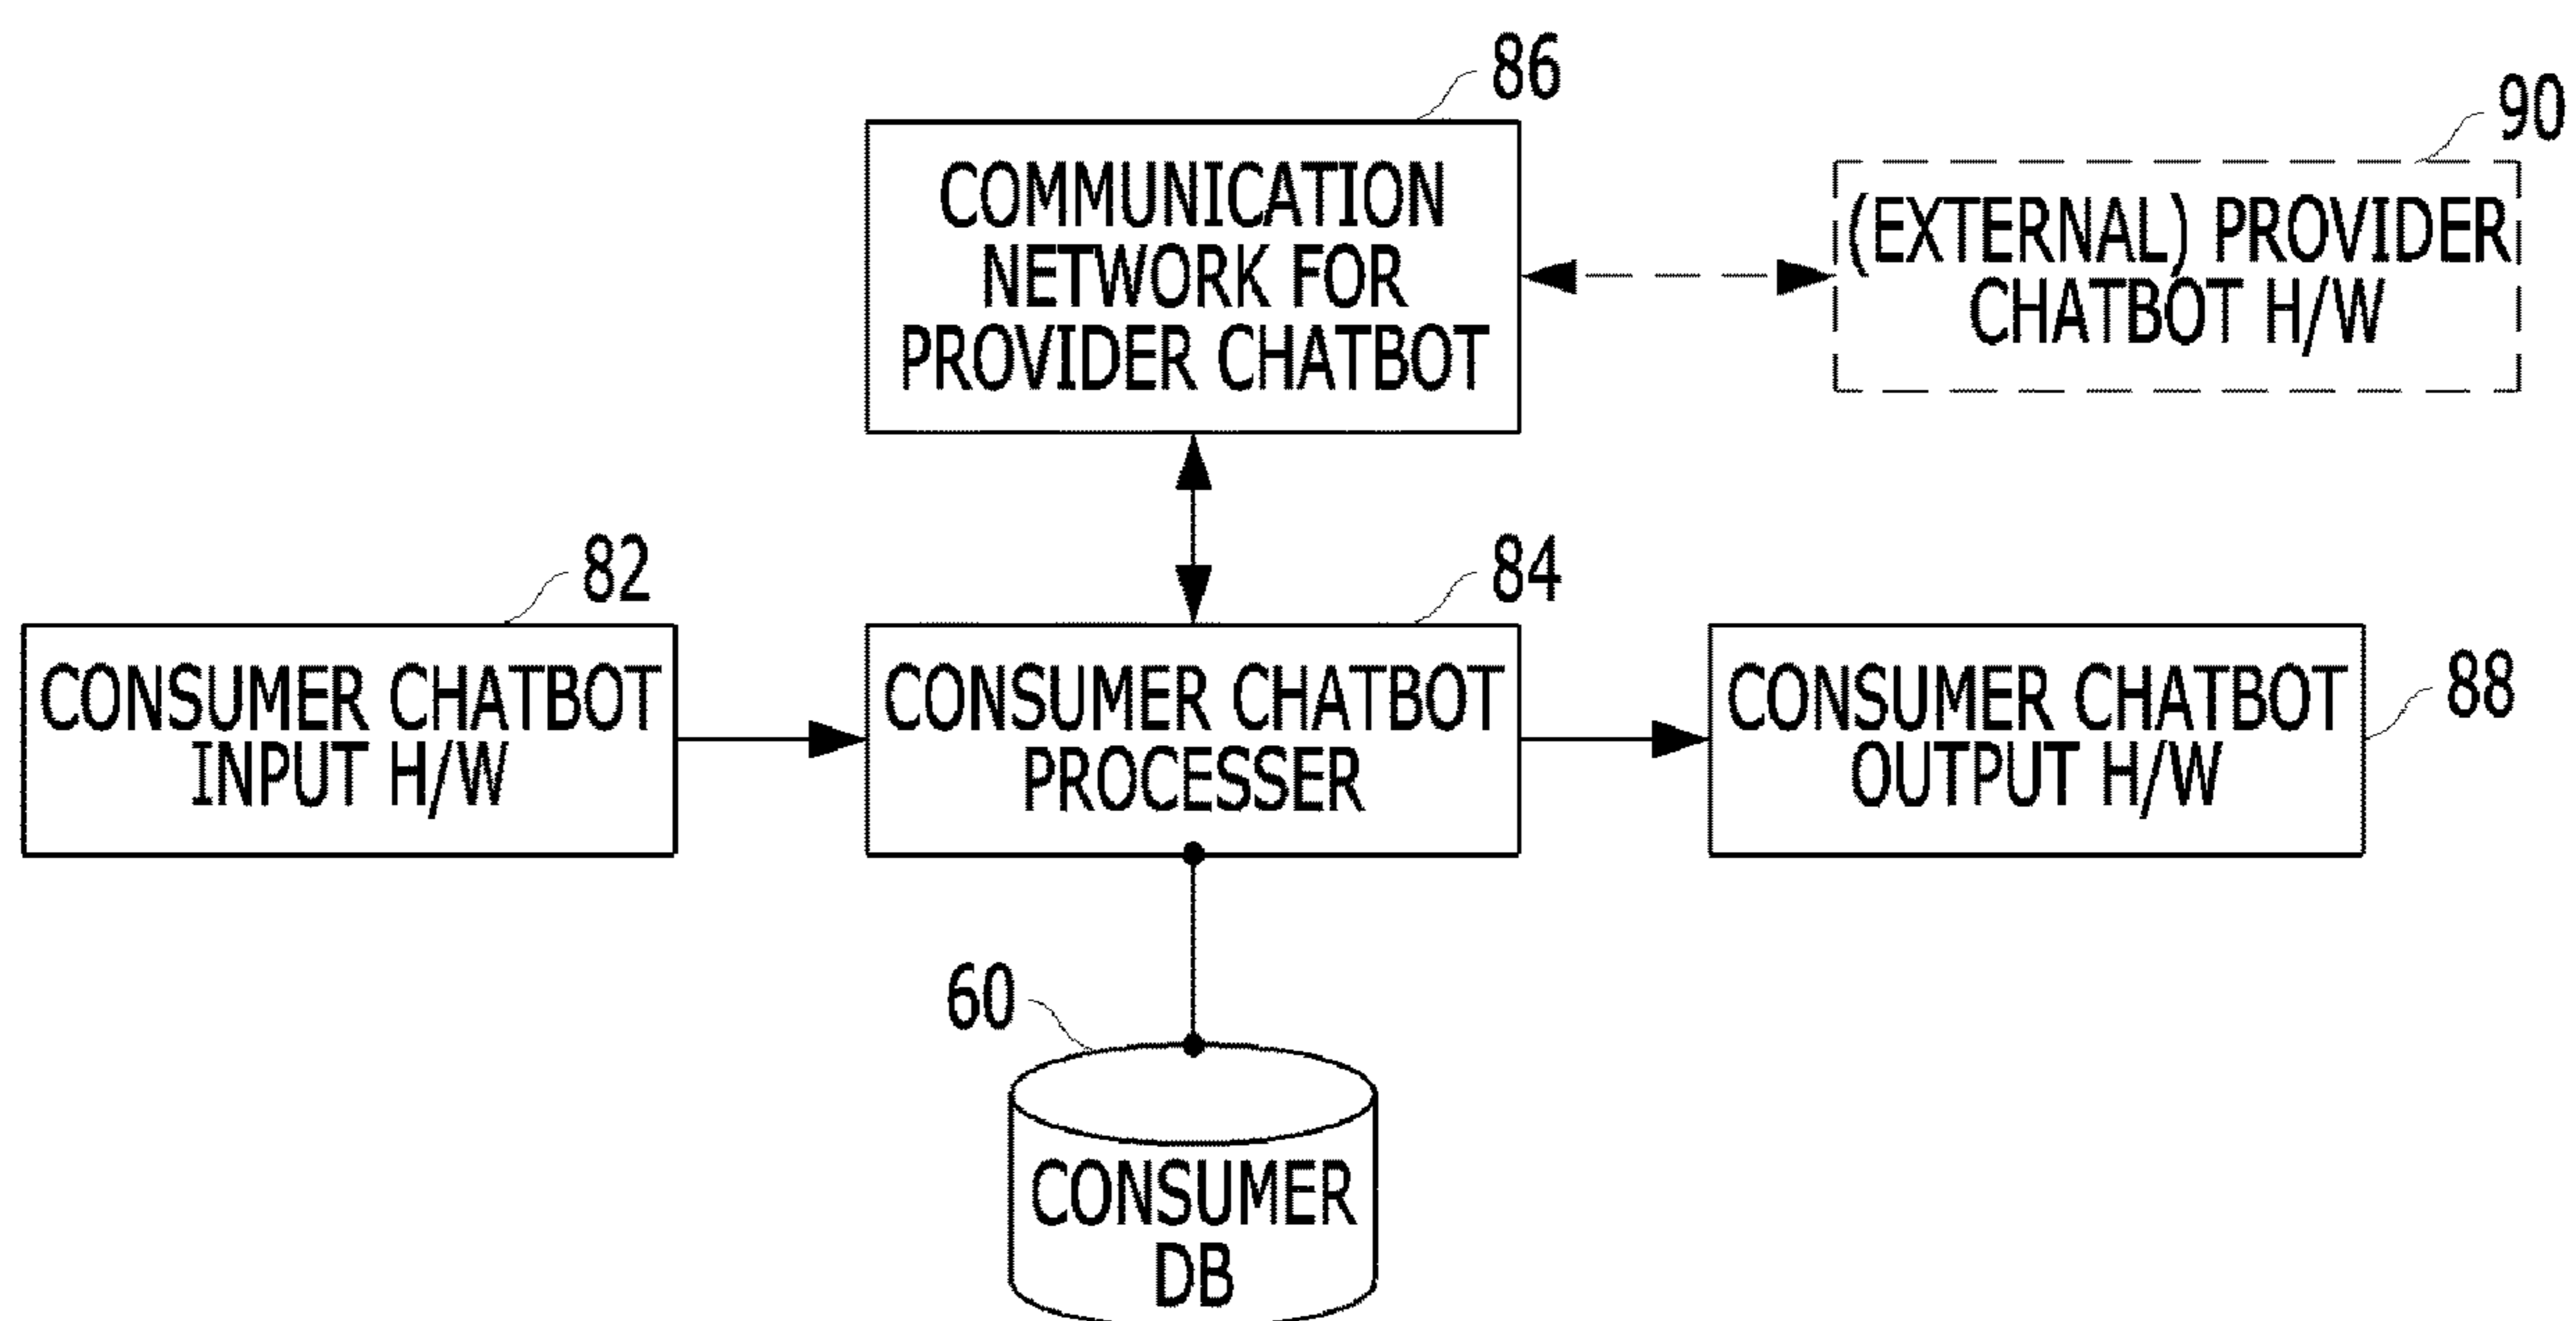 86
COMMUNICATION
NETWORK FOR
PROVIDER CHATBOT
90
(EXTERNAL) PROVIDER
CHATBOT H/W
82
CONSUMER CHATBOT
INPUT H/W
84
CONSUMER CHATBOT
PROCESSER
88
CONSUMER CHATBOT
OUTPUT H/W
60
CONSUMER
DB